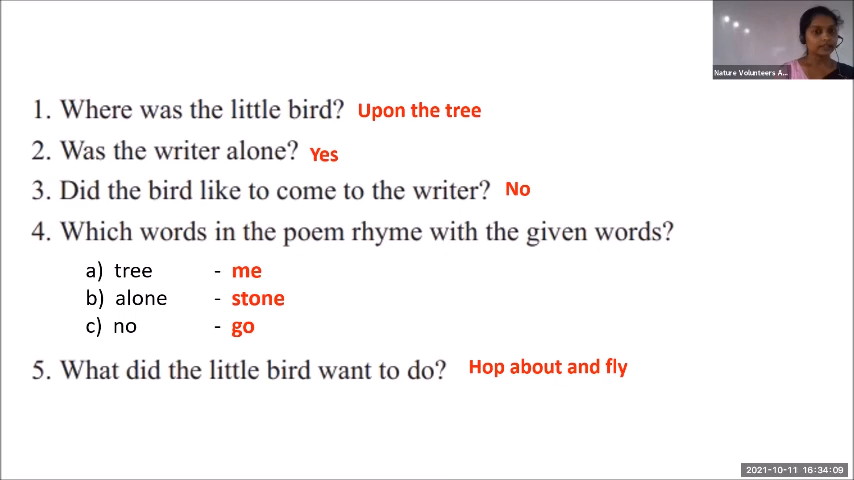 Nature Volunteers A...
1. Where was the little bird? Upon the tree
2. Was the writer alone? Yes
3. Did the bird like to come to the writer? No
4. Which words in the poem rhyme with the given words?
a) tree - me
b) alone - stone
c) no - go
5. What did the little bird want to do? Hop about and fly
2021-10-11 16:34:09